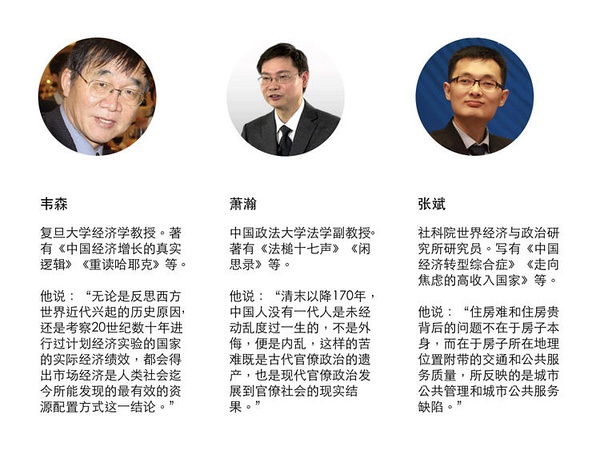 韦森
复旦大学经济学教授。著
有《中国经济增长的真实
逻辑》《重读哈耶克》等。
他说：“无论是反思西方
世界近代兴起的历史原因，
还是考察20世纪数十年进
行过计划经济实验的国家
的实际经济绩效，都会得
出市场经济是人类社会迄
今所能发现的最有效的资
源配置方式这一结论。”
萧瀚
中国政法大学法学副教授。
著有《法槌十七声》《闲
思录》等。
他说：“清末以降170年，
中国人没有一代人是未经
动乱度过一生的，不是外
侮，便是内乱，这样的苦
难既是古代官僚政治的遗
产，也是现代官僚政治发
展到官僚社会的现实结
果。”
张斌
社科院世界经济与政治研
究所研究员。写有《中国
经济转型综合症》《走向
焦虑的高收入国家》等。
他说：“住房难和住房贵
背后的问题不在于房子本
身，而在于房子所在地理
位置附带的交通和公共服
务质量，所反映的是城市
公共管理和城市公共服务
缺陷。”